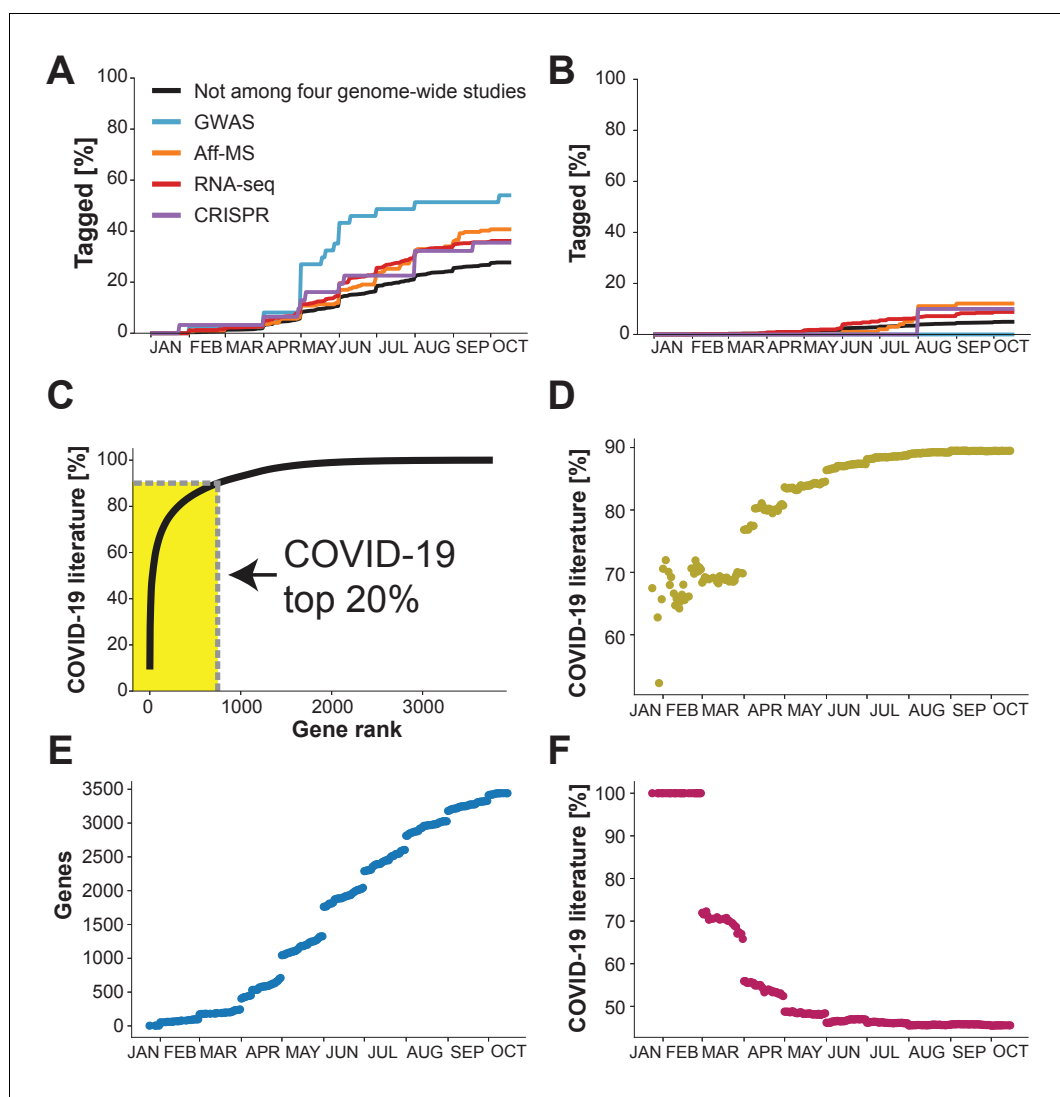 A
Tagged [%]
100
80
60
40
20
0
Not among four genome-wide studies
GWAS
Aff-MS
RNA-seq
CRISPR
JAN FEB MAR APR MAY JUN JUL AUG SEP OCT
B
Tagged [%]
100
80
60
40
20
0
JAN FEB MAR APR MAY JUN JUL AUG SEP OCT
C
COVID-19 literature [%]
100
80
60
40
20
0
COVID-19
top 20%
0 1000 2000 3000
Gene rank
D
COVID-19 literature [%]
90
80
70
60
JAN FEB MAR APR MAY JUN JUL AUG SEP OCT
E
Genes
3500
3000
2500
2000
1500
1000
500
0
JAN FEB MAR APR MAY JUN JUL AUG SEP OCT
F
COVID-19 literature [%]
100
90
80
70
60
50
JAN FEB MAR APR MAY JUN JUL AUG SEP OCT